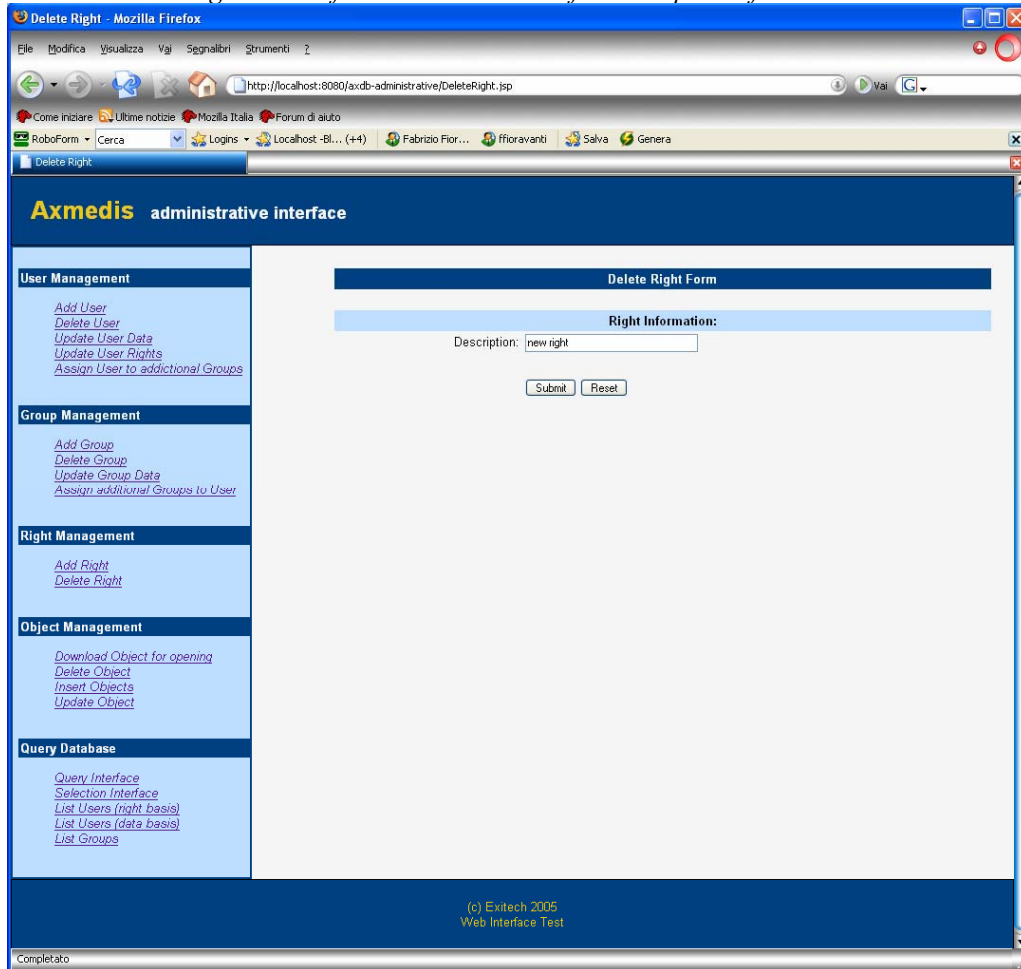 Delete Right - Mozilla Firefox
File Modifica Visualizza Vai Segnalibri Strumenti ?
http://localhost:8080/axdb-administrative/DeleteRight.jsp Vai G
Come iniziare Ultime notizie Mozilla Italia Forum di aiuto
RoboForm Cerca Logins Localhost -Bl... (+4) Fabrizio Fior... ffioravanti Salva Genera
Delete Right
Axmedis administrative interface
User Management
Add User
Delete User
Update User Data
Update User Rights
Assign User to addictional Groups
Group Management
Add Group
Delete Group
Update Group Data
Assign additional Groups to User
Right Management
Add Right
Delete Right
Object Management
Download Object for opening
Delete Object
Insert Objects
Update Object
Query Database
Query Interface
Selection Interface
List Users (right basis)
List Users (data basis)
List Groups
Delete Right Form
Right Information:
Description: new right
Submit Reset
(c) Exitech 2005
Web Interface Test
Completato